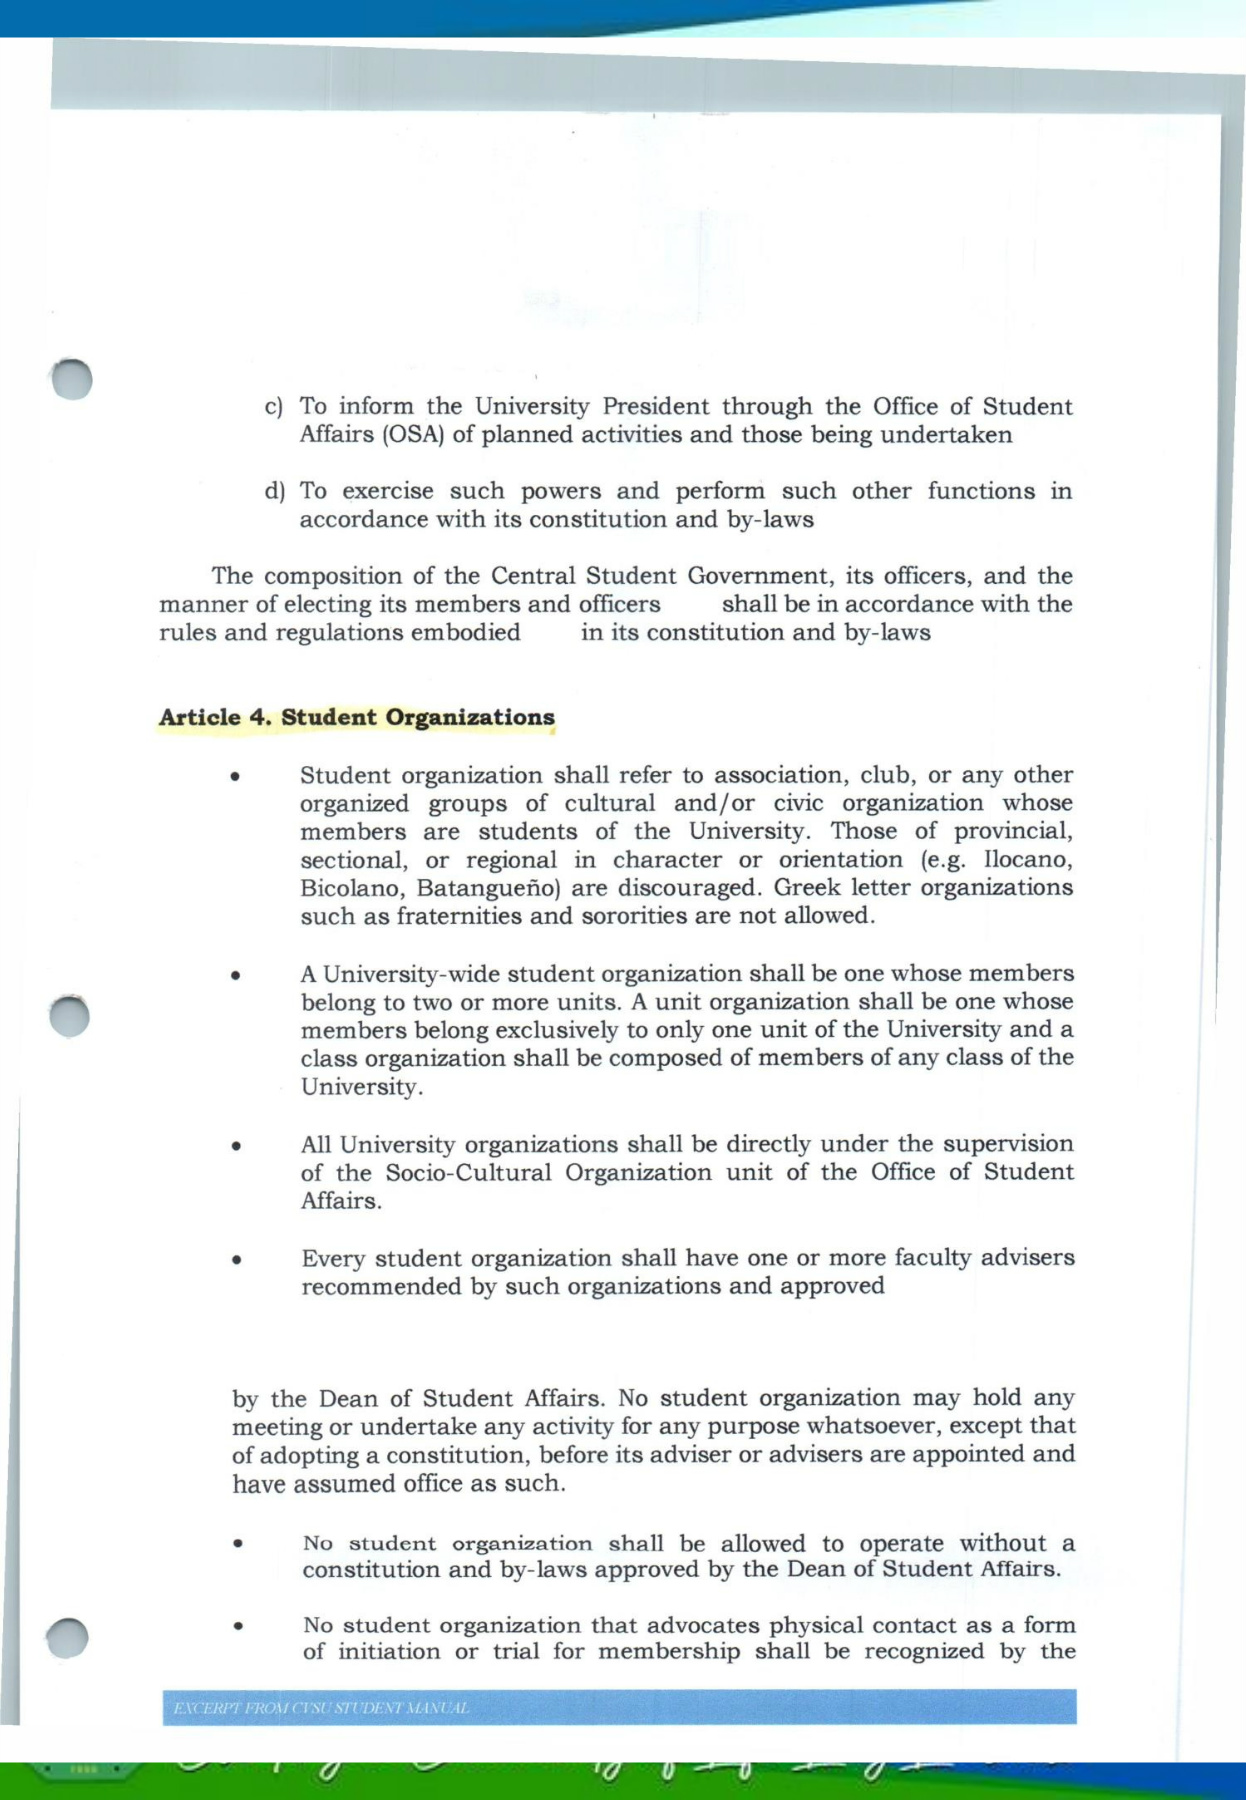 c) To inform the University President through the Office of Student
Affairs (OSA) of planned activities and those being undertaken
d) To exercise such powers and perform such other functions in
accordance with its constitution and by-laws
The composition of the Central Student Government, its officers, and the
manner of electing its members and officers shall be in accordance with the
rules and regulations embodied in its constitution and by-laws
Article 4. Student Organizations
• Student organization shall refer to association, club, or any other
organized groups of cultural and/or civic organization whose
members are students of the University. Those of provincial,
sectional, or regional in character or orientation (e.g. Ilocano,
Bicolano, Batangueño) are discouraged. Greek letter organizations
such as fraternities and sororities are not allowed.
• A University-wide student organization shall be one whose members
belong to two or more units. A unit organization shall be one whose
members belong exclusively to only one unit of the University and a
class organization shall be composed of members of any class of the
University.
• All University organizations shall be directly under the supervision
of the Socio-Cultural Organization unit of the Office of Student
Affairs.
• Every student organization shall have one or more faculty advisers
recommended by such organizations and approved
by the Dean of Student Affairs. No student organization may hold any
meeting or undertake any activity for any purpose whatsoever, except that
of adopting a constitution, before its adviser or advisers are appointed and
have assumed office as such.
• No student organization shall be allowed to operate without a
constitution and by-laws approved by the Dean of Student Affairs.
• No student organization that advocates physical contact as a form
of initiation or trial for membership shall be recognized by the
EXCERPT FROM CVSU STUDENT MANUAL